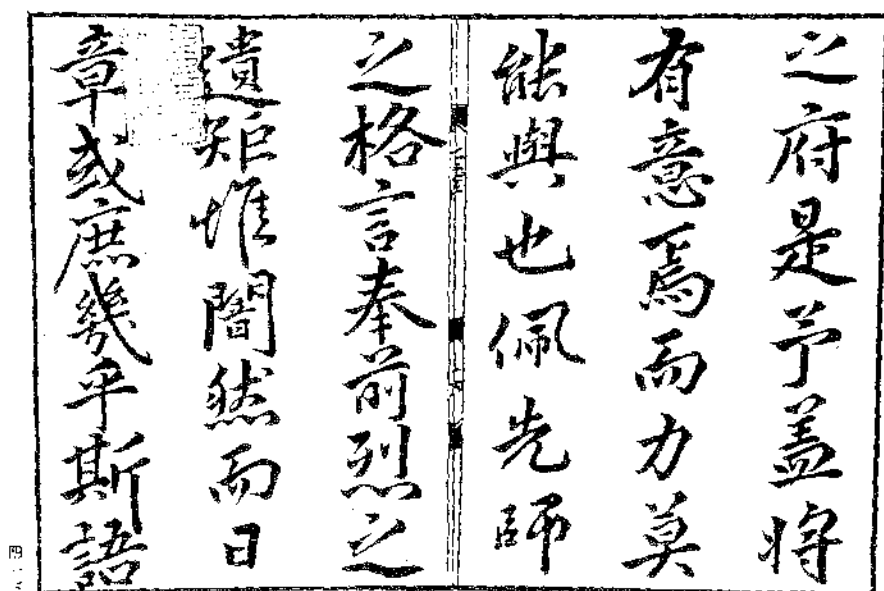 之府是予盖將
有意焉而力莫
能與也佩先師
之格言奉前烈之
遺矩惟闇然而日
章或庶幾乎斯語